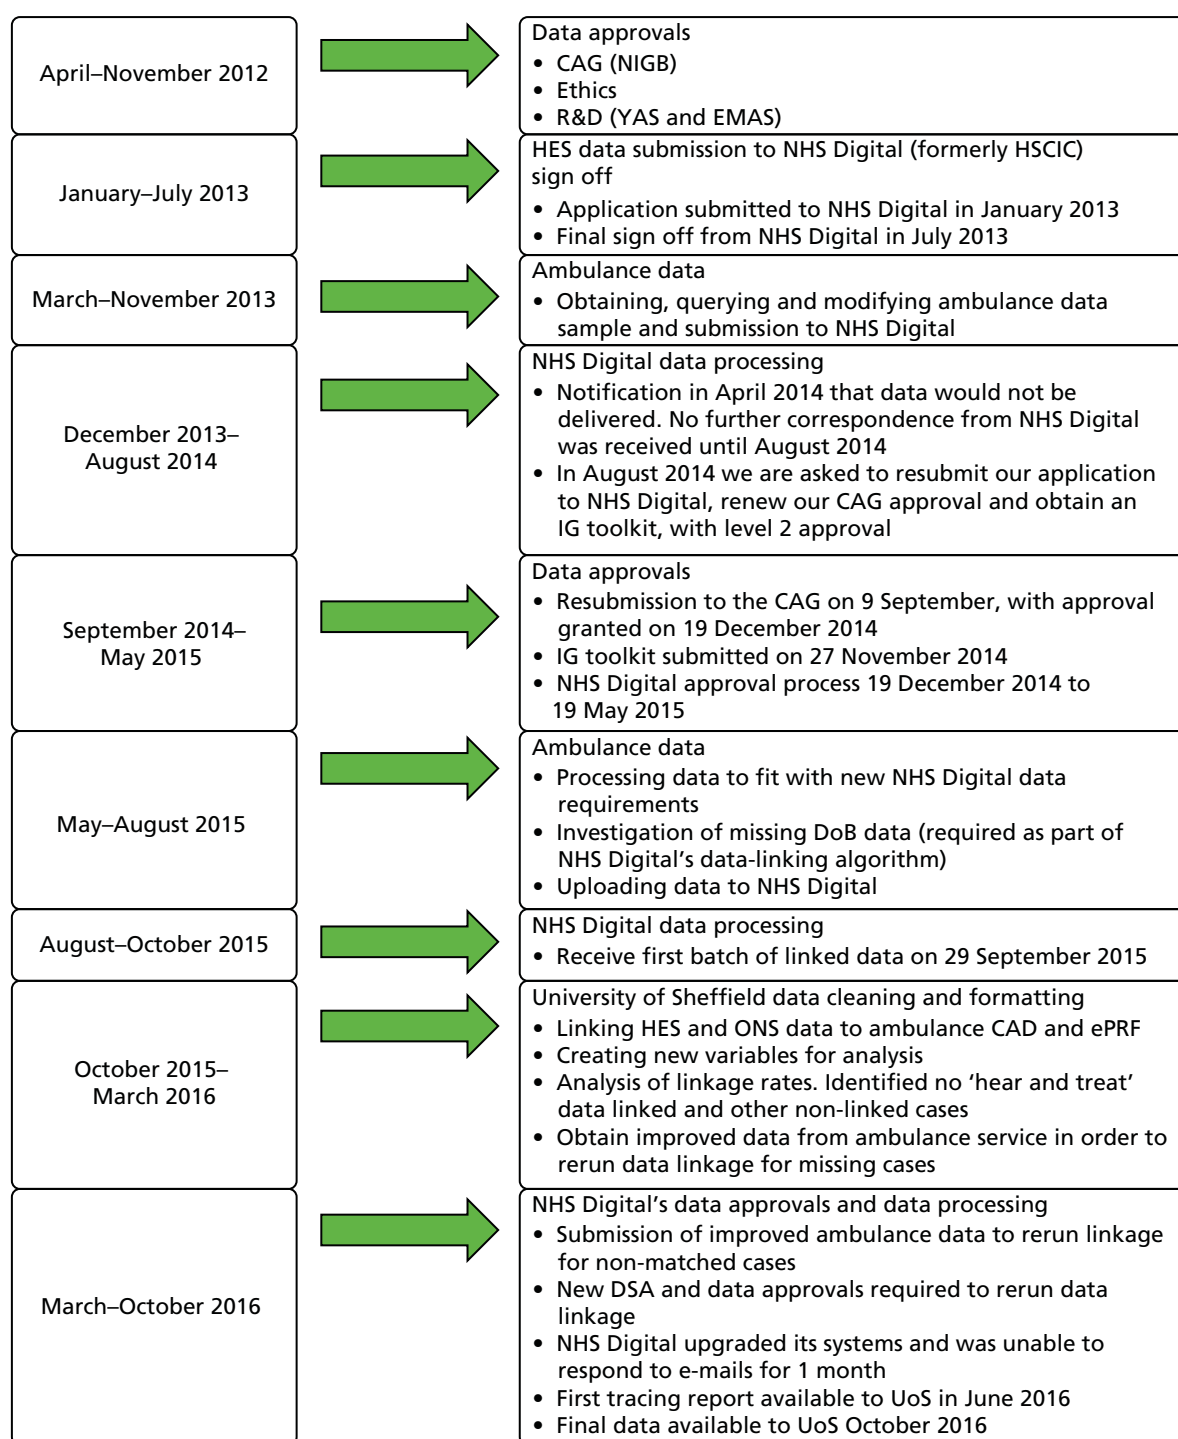 April–November 2012
Data approvals
• CAG (NIGB)
• Ethics
• R&D (YAS and EMAS)
January–July 2013
HES data submission to NHS Digital (formerly HSCIC)
sign off
• Application submitted to NHS Digital in January 2013
• Final sign off from NHS Digital in July 2013
March–November 2013
Ambulance data
• Obtaining, querying and modifying ambulance data
sample and submission to NHS Digital
December 2013–
August 2014
NHS Digital data processing
• Notification in April 2014 that data would not be
delivered. No further correspondence from NHS Digital
was received until August 2014
• In August 2014 we are asked to resubmit our application
to NHS Digital, renew our CAG approval and obtain an
IG toolkit, with level 2 approval
September 2014–
May 2015
Data approvals
• Resubmission to the CAG on 9 September, with approval
granted on 19 December 2014
• IG toolkit submitted on 27 November 2014
• NHS Digital approval process 19 December 2014 to
19 May 2015
May–August 2015
Ambulance data
• Processing data to fit with new NHS Digital data
requirements
• Investigation of missing DoB data (required as part of
NHS Digital's data-linking algorithm)
• Uploading data to NHS Digital
August–October 2015
NHS Digital data processing
• Receive first batch of linked data on 29 September 2015
October 2015–
March 2016
University of Sheffield data cleaning and formatting
• Linking HES and ONS data to ambulance CAD and ePRF
• Creating new variables for analysis
• Analysis of linkage rates. Identified no 'hear and treat'
data linked and other non-linked cases
• Obtain improved data from ambulance service in order to
rerun data linkage for missing cases
March–October 2016
NHS Digital's data approvals and data processing
• Submission of improved ambulance data to rerun linkage
for non-matched cases
• New DSA and data approvals required to rerun data
linkage
• NHS Digital upgraded its systems and was unable to
respond to e-mails for 1 month
• First tracing report available to UoS in June 2016
• Final data available to UoS October 2016